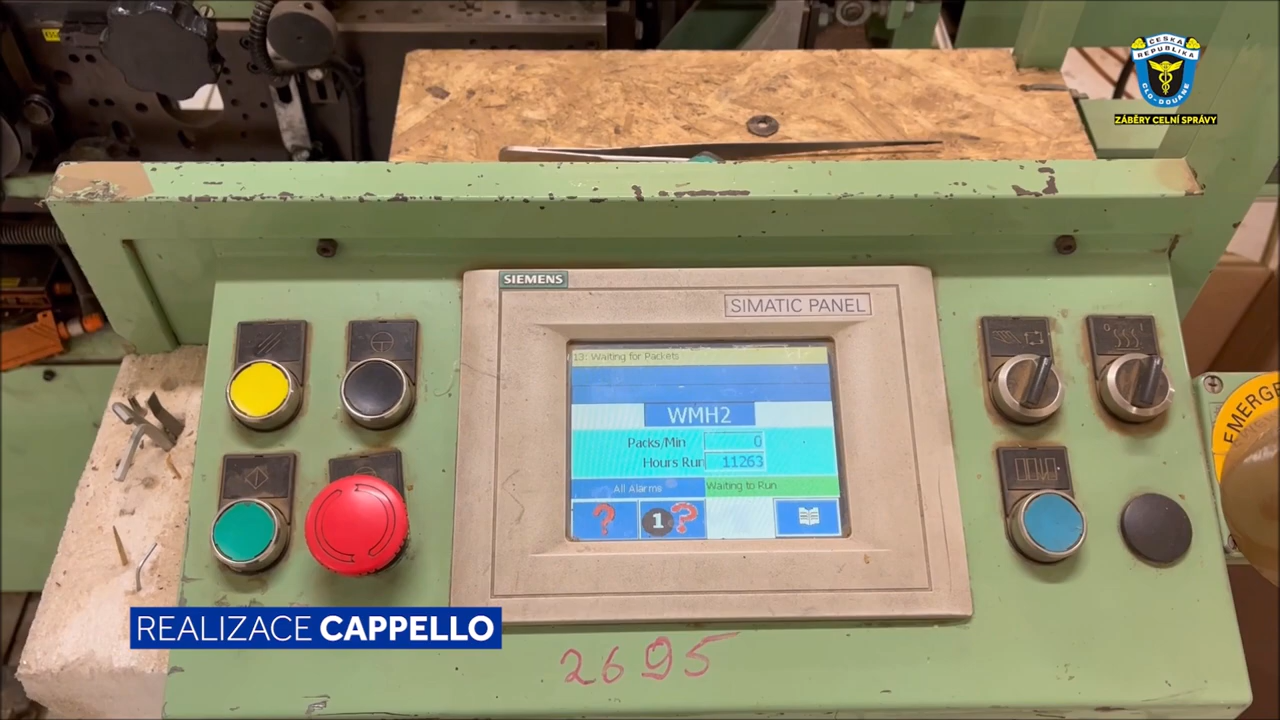 ČESKÁ
REPUBLIKA
CLO - DOUANE
ZÁBĚRY CELNÍ SPRÁVY
SIEMENS
SIMATIC PANEL
13: Waiting for Packets
WMH2
Packs/Min 0
Hours Run 11263
All Alarms
Waiting to Run
? 1 ?
EMERGE
REALIZACE CAPPELLO
2695